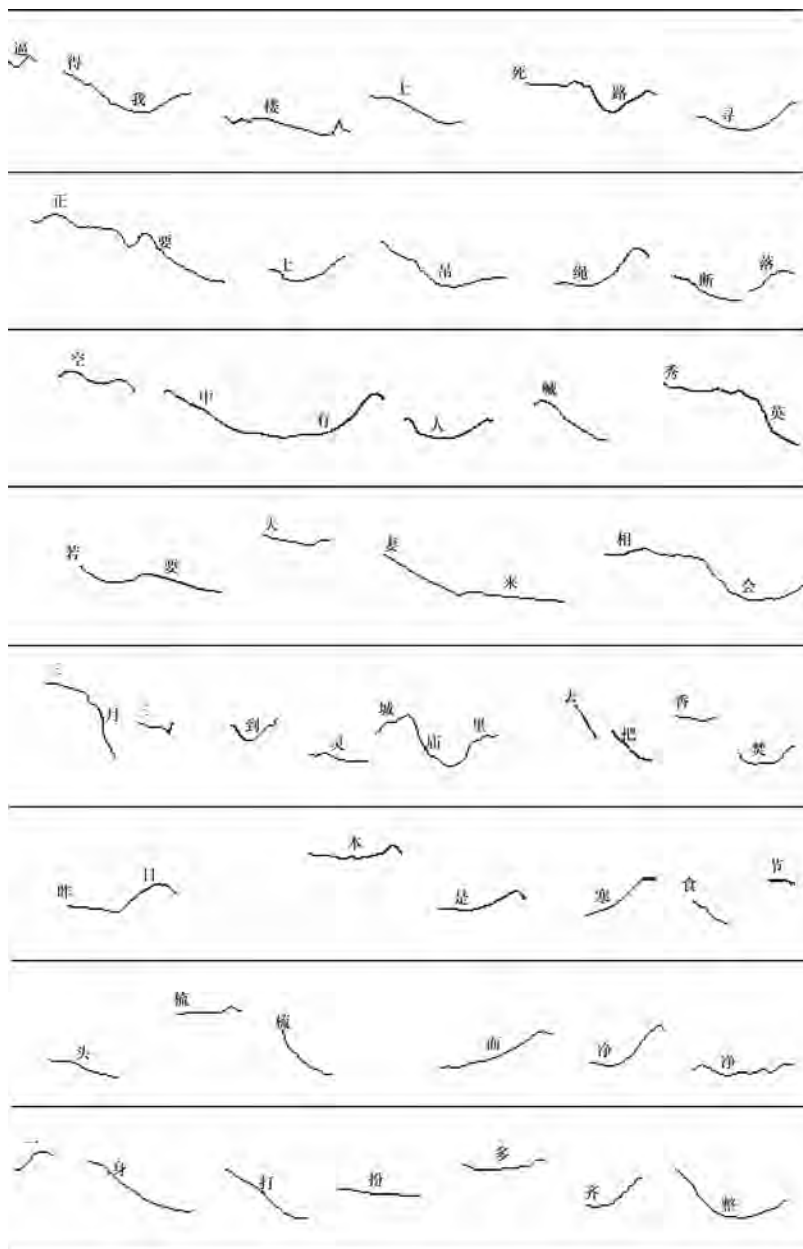 逼得我楼上死路寻
正要上吊绳断落
空中有人喊秀英
若要夫妻来相会
三月三到灵城庙里去把香焚
昨日本是寒食节
头梳梳面净净
一身打扮多齐整